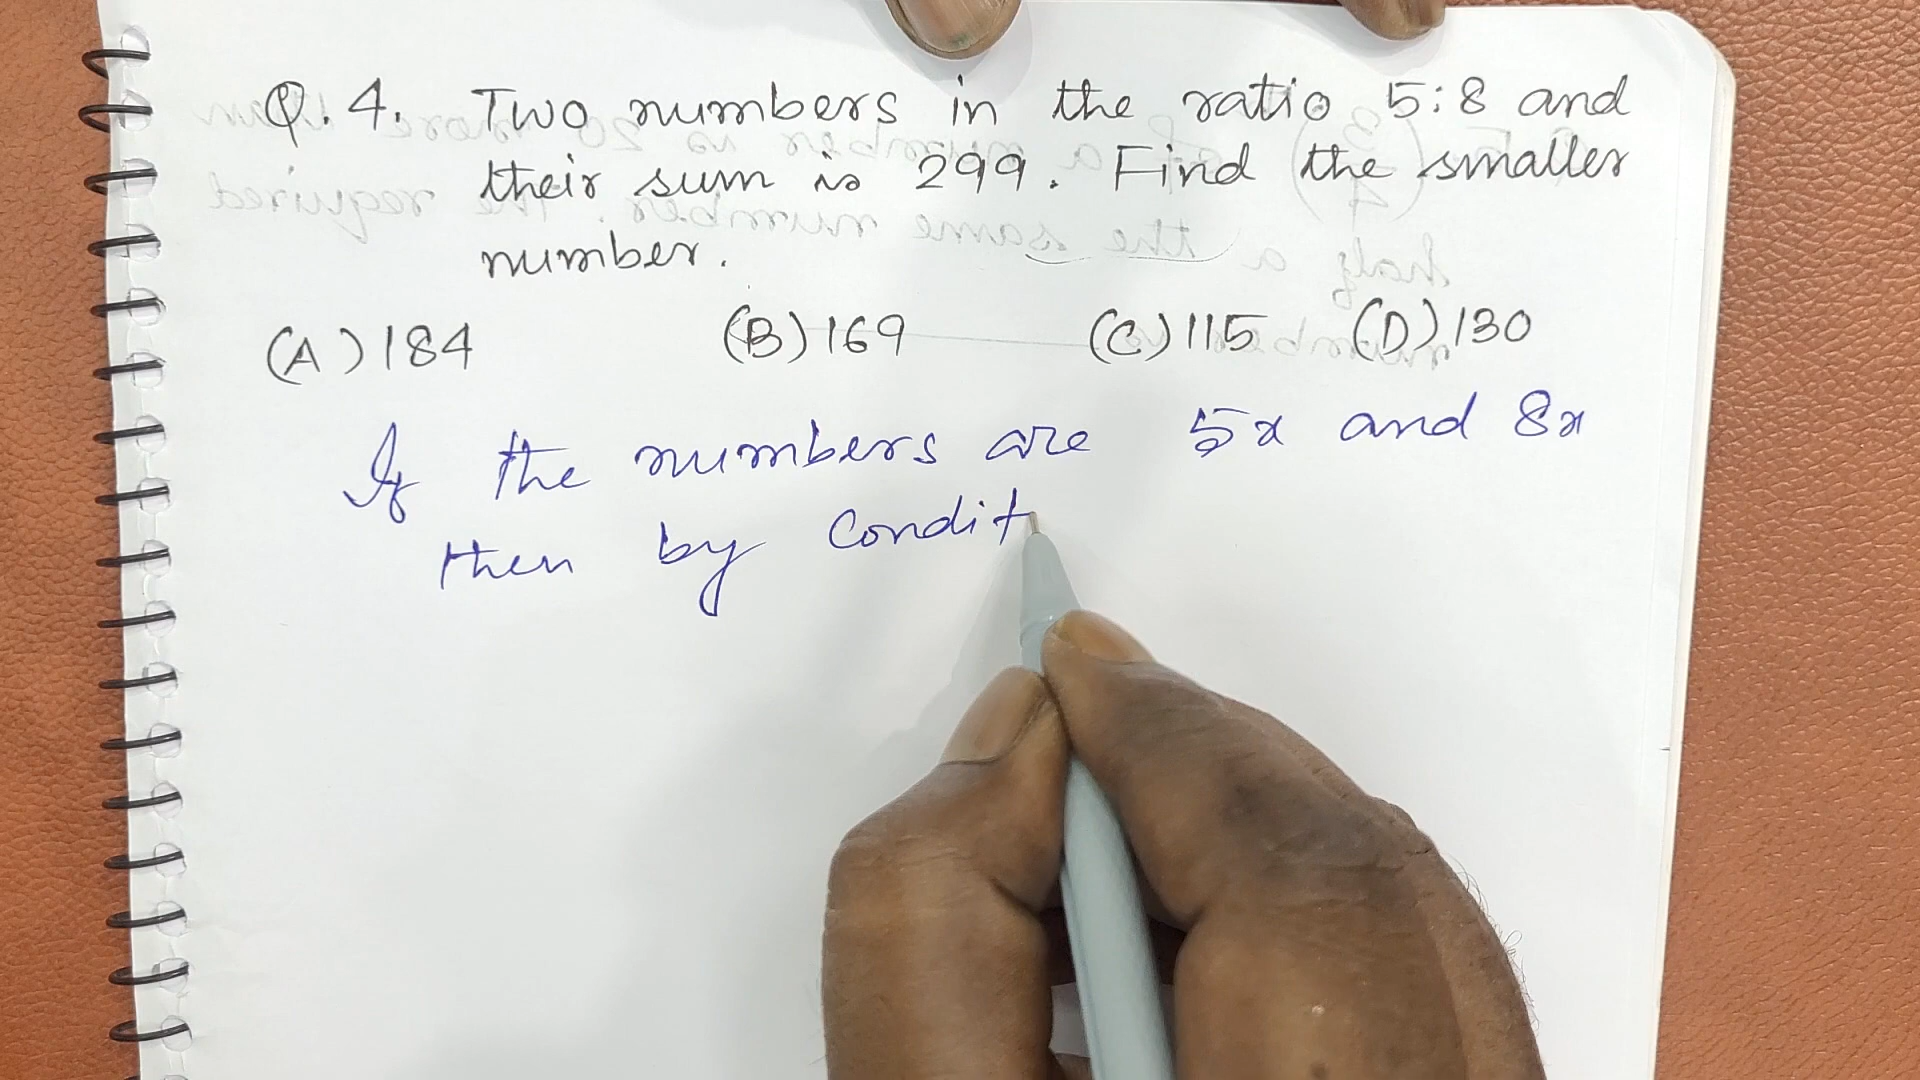 Q.4. Two numbers in the ratio 5:8 and
their sum is 299. Find the smaller
number.
(A) 184 (B) 169 (C) 115 (D) 130
If the numbers are 5x and 8x
then by Condit